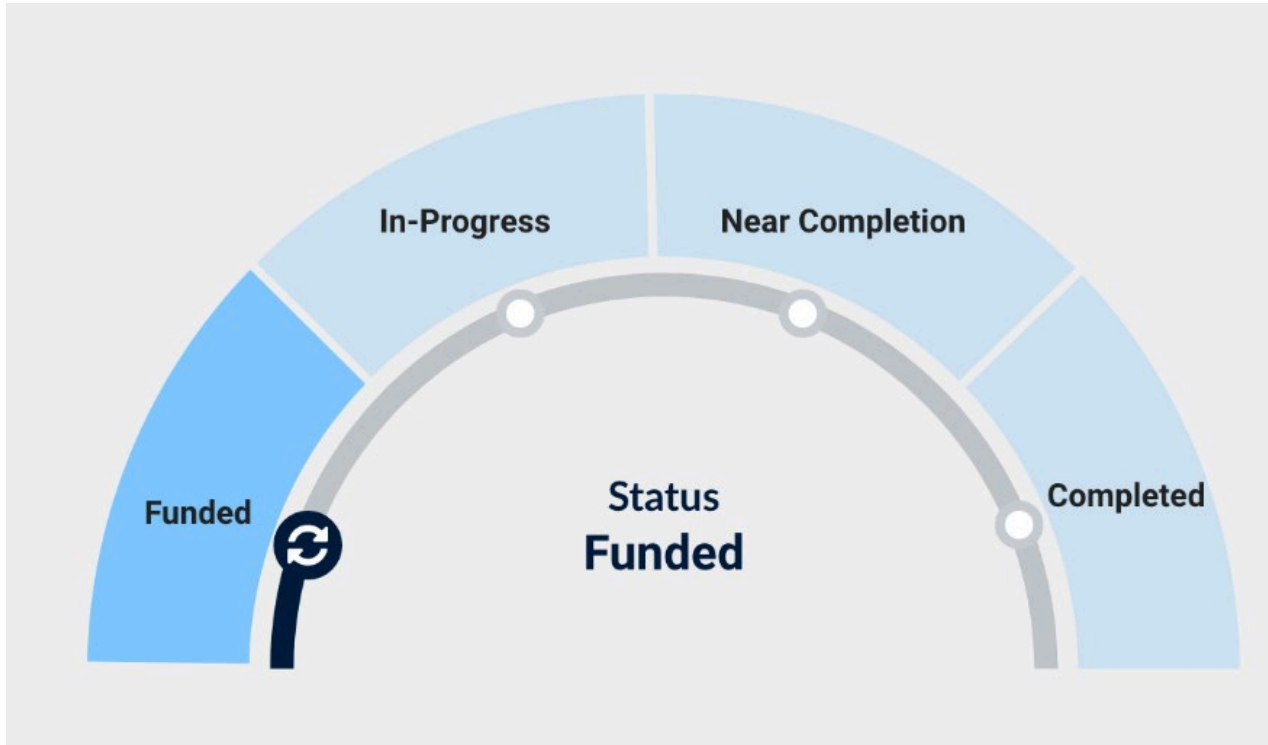 In-Progress
Near Completion
Funded
Completed
Status
Funded